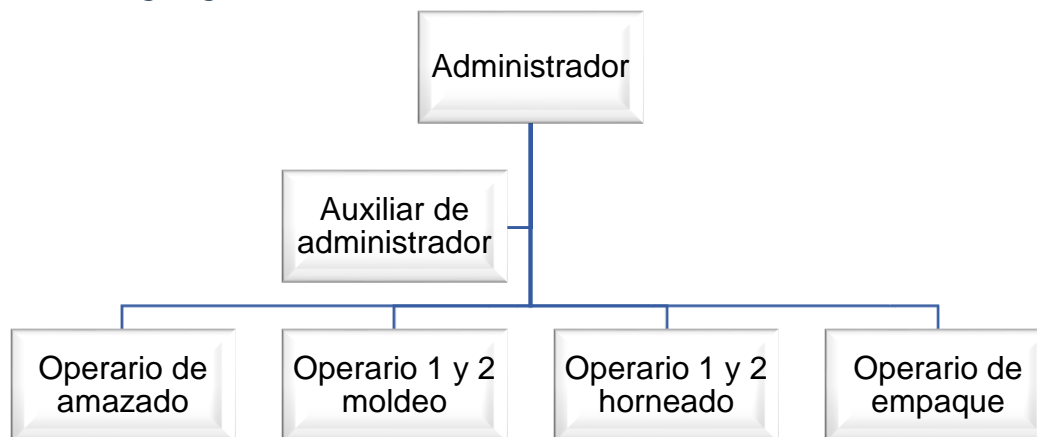 Administrador
Auxiliar de
administrador
Operario de
amazado
Operario 1 y 2
moldeo
Operario 1 y 2
horneado
Operario de
empaque